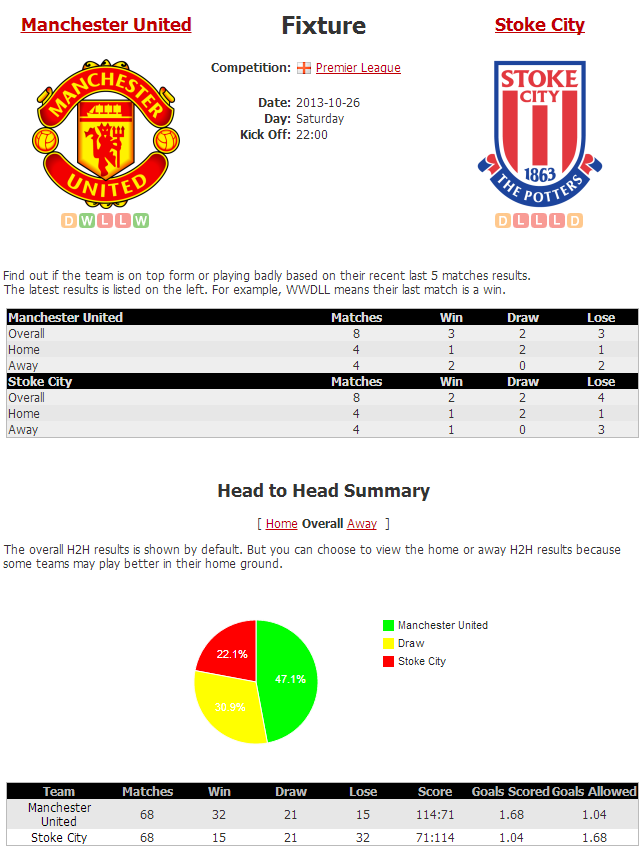 Manchester United
Fixture
Stoke City
MANCHESTER
UNITED
Competition: Premier League
Date: 2013-10-26
Day: Saturday
Kick Off: 22:00
STOKE
CITY
1863
THE POTTERS
D W L L W
D L L L D
Find out if the team is on top form or playing badly based on their recent last 5 matches results.
The latest results is listed on the left. For example, WWDLL means their last match is a win.
Manchester United Matches Win Draw Lose
Overall 8 3 2 3
Home 4 1 2 1
Away 4 2 0 2
Stoke City Matches Win Draw Lose
Overall 8 2 2 4
Home 4 1 2 1
Away 4 1 0 3
Head to Head Summary
[ Home Overall Away ]
The overall H2H results is shown by default. But you can choose to view the home or away H2H results because
some teams may play better in their home ground.
22.1%
47.1%
30.9%
Manchester United
Draw
Stoke City
Team Matches Win Draw Lose Score Goals Scored Goals Allowed
Manchester
United 68 32 21 15 114:71 1.68 1.04
Stoke City 68 15 21 32 71:114 1.04 1.68